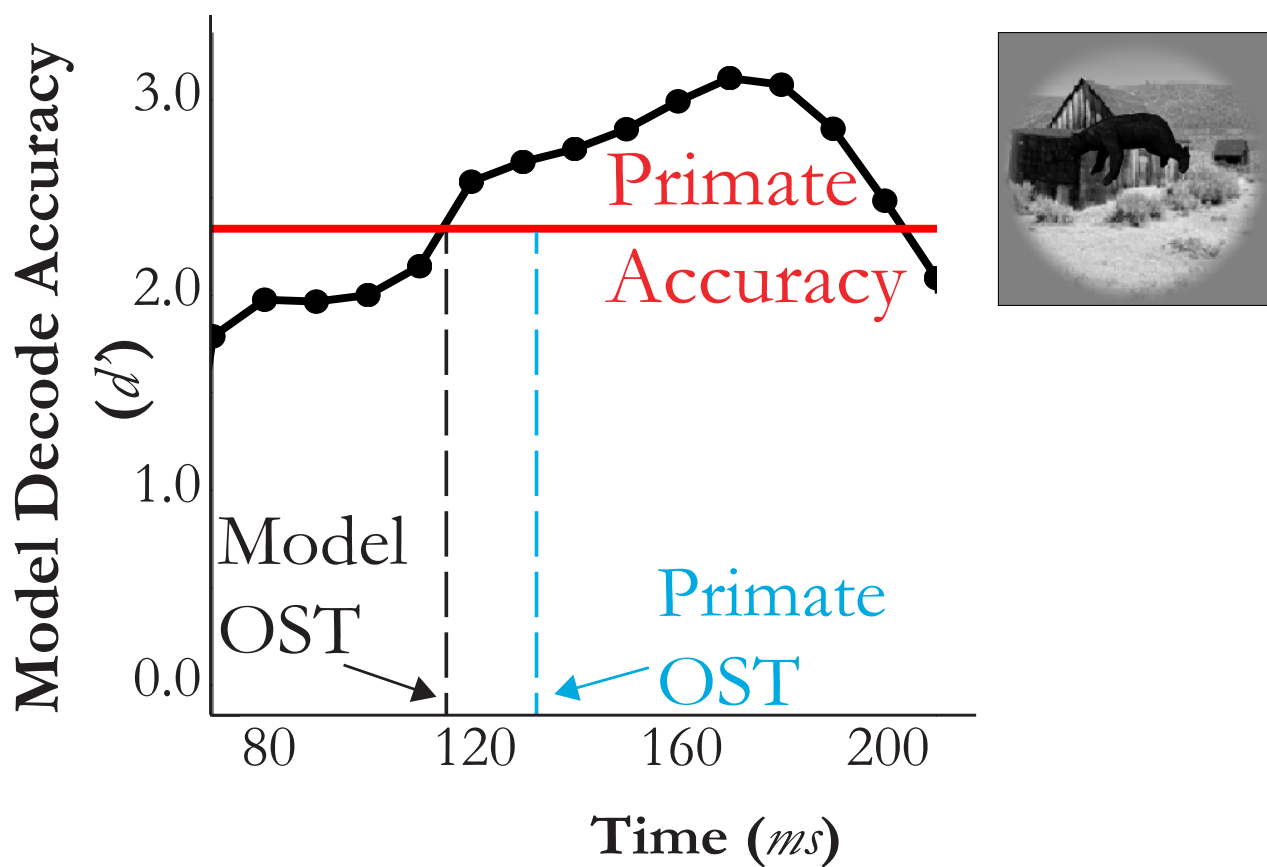 Model Decode Accuracy
(d')
3.0
2.0
1.0
0.0
Primate
Accuracy
Model
OST
Primate
OST
80 120 160 200
Time (ms)